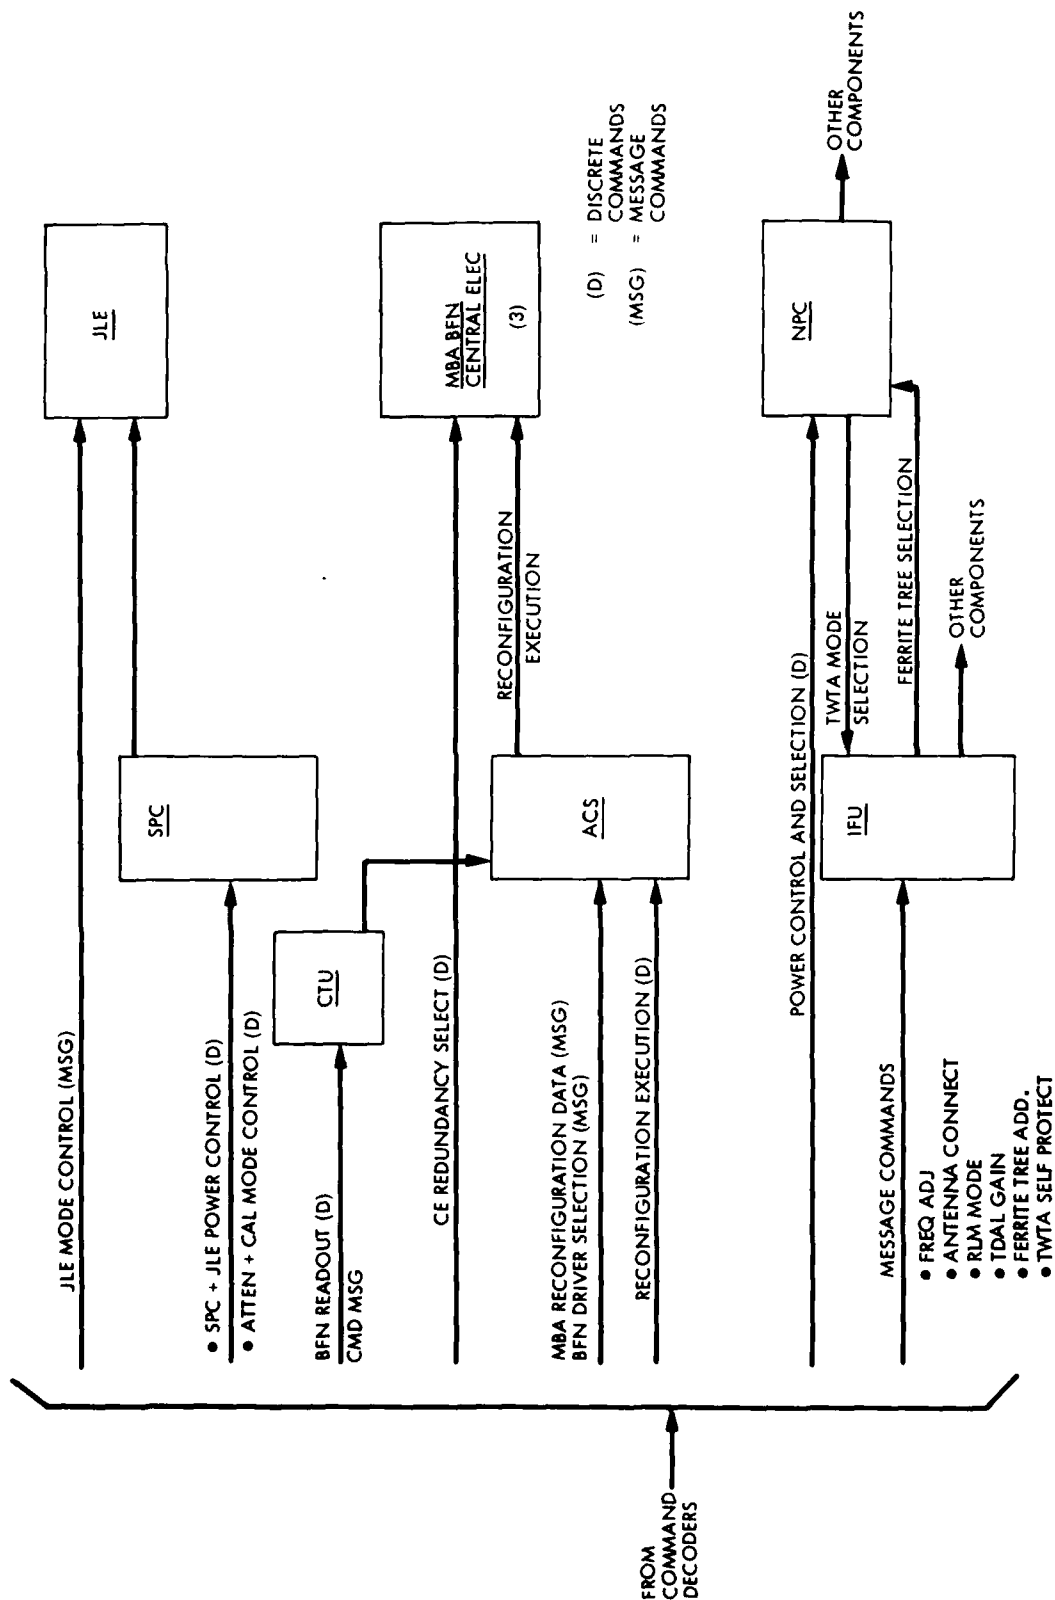 FROM
COMMAND
DECODERS
JLE MODE CONTROL (MSG)
JLE
• SPC + JLE POWER CONTROL (D)
• ATTEN + CAL MODE CONTROL (D)
SPC
BFN READOUT (D)
CMD MSG
CTU
CE REDUNDANCY SELECT (D)
MBA BFN
CENTRAL ELEC
(3)
MBA RECONFIGURATION DATA (MSG)
BFN DRIVER SELECTION (MSG)
RECONFIGURATION EXECUTION (D)
ACS
RECONFIGURATION
EXECUTION
(D) = DISCRETE
COMMANDS
(MSG) = MESSAGE
COMMANDS
POWER CONTROL AND SELECTION (D)
NPC
OTHER
COMPONENTS
TWTA MODE
SELECTION
MESSAGE COMMANDS
• FREQ ADJ
• ANTENNA CONNECT
• RLM MODE
• TDAL GAIN
• FERRITE TREE ADD.
• TWTA SELF PROTECT
IFU
FERRITE TREE SELECTION
OTHER
COMPONENTS